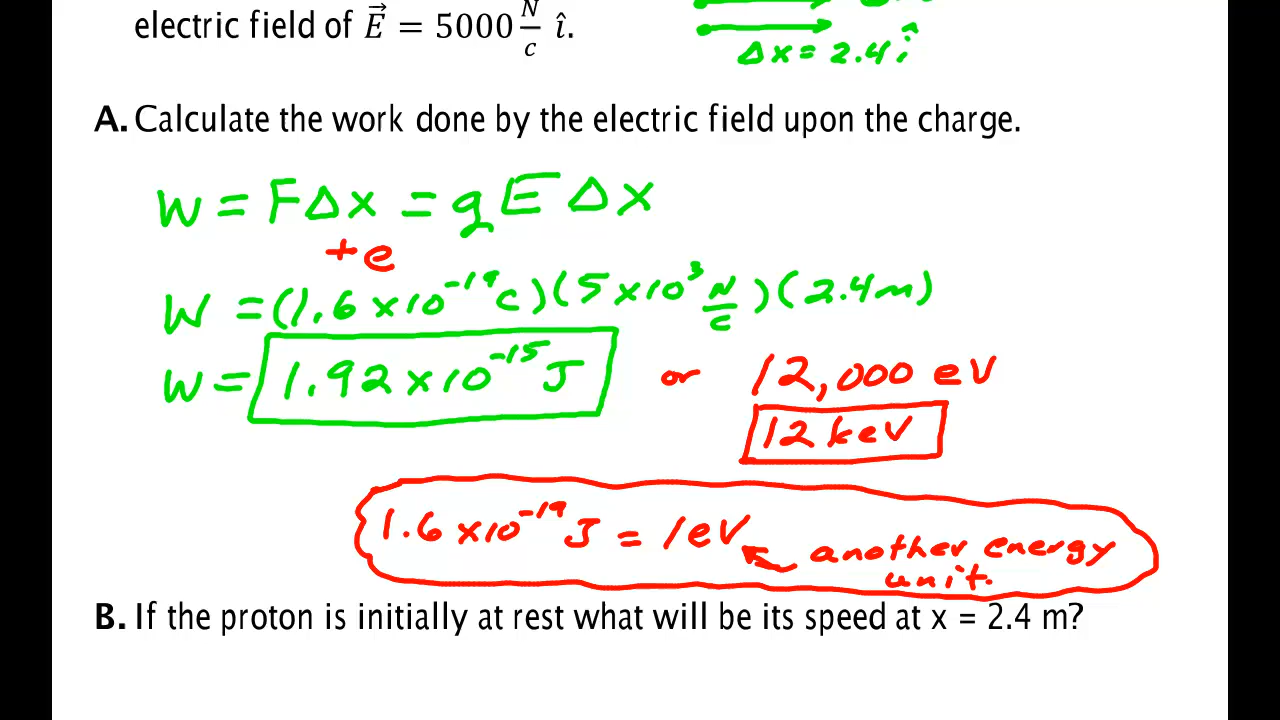 electric field of E⃗ = 5000 N/c î.
Δx = 2.4 î
A. Calculate the work done by the electric field upon the charge.
W = FΔx = qEΔx
+e
W = (1.6 x 10⁻¹⁹ C)(5 x 10³ N/C)(2.4 m)
W = 1.92 x 10⁻¹⁵ J or 12,000 eV
12 keV
1.6 x 10⁻¹⁹ J = 1eV another energy
unit.
B. If the proton is initially at rest what will be its speed at x = 2.4 m?